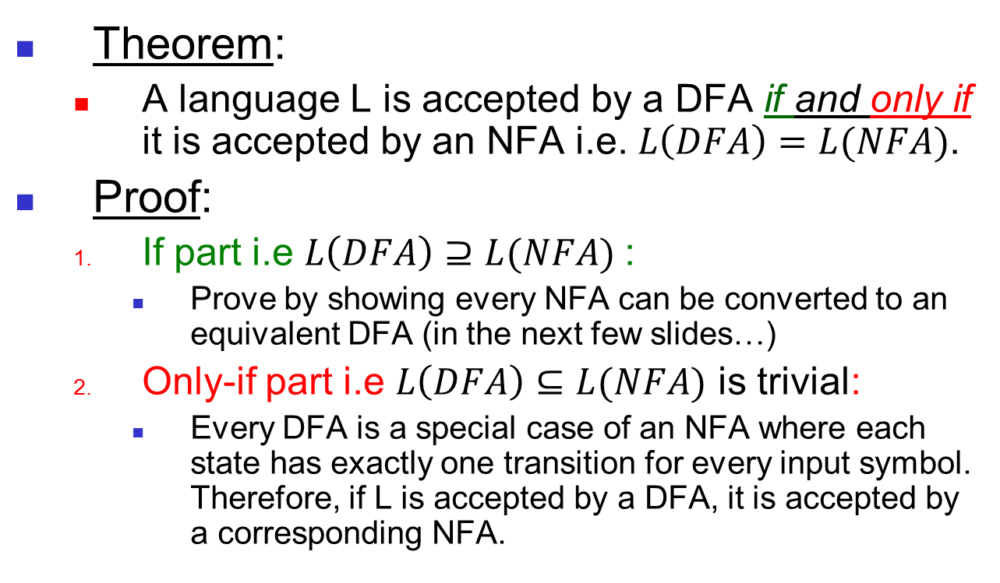 Theorem:
A language L is accepted by a DFA if and only if
it is accepted by an NFA i.e. 𝐿(𝐷𝐹𝐴) = 𝐿(𝑁𝐹𝐴).
Proof:
1. If part i.e 𝐿(𝐷𝐹𝐴) ⊇ 𝐿(𝑁𝐹𝐴) :
Prove by showing every NFA can be converted to an
equivalent DFA (in the next few slides…)
2. Only-if part i.e 𝐿(𝐷𝐹𝐴) ⊆ 𝐿(𝑁𝐹𝐴) is trivial:
Every DFA is a special case of an NFA where each
state has exactly one transition for every input symbol.
Therefore, if L is accepted by a DFA, it is accepted by
a corresponding NFA.